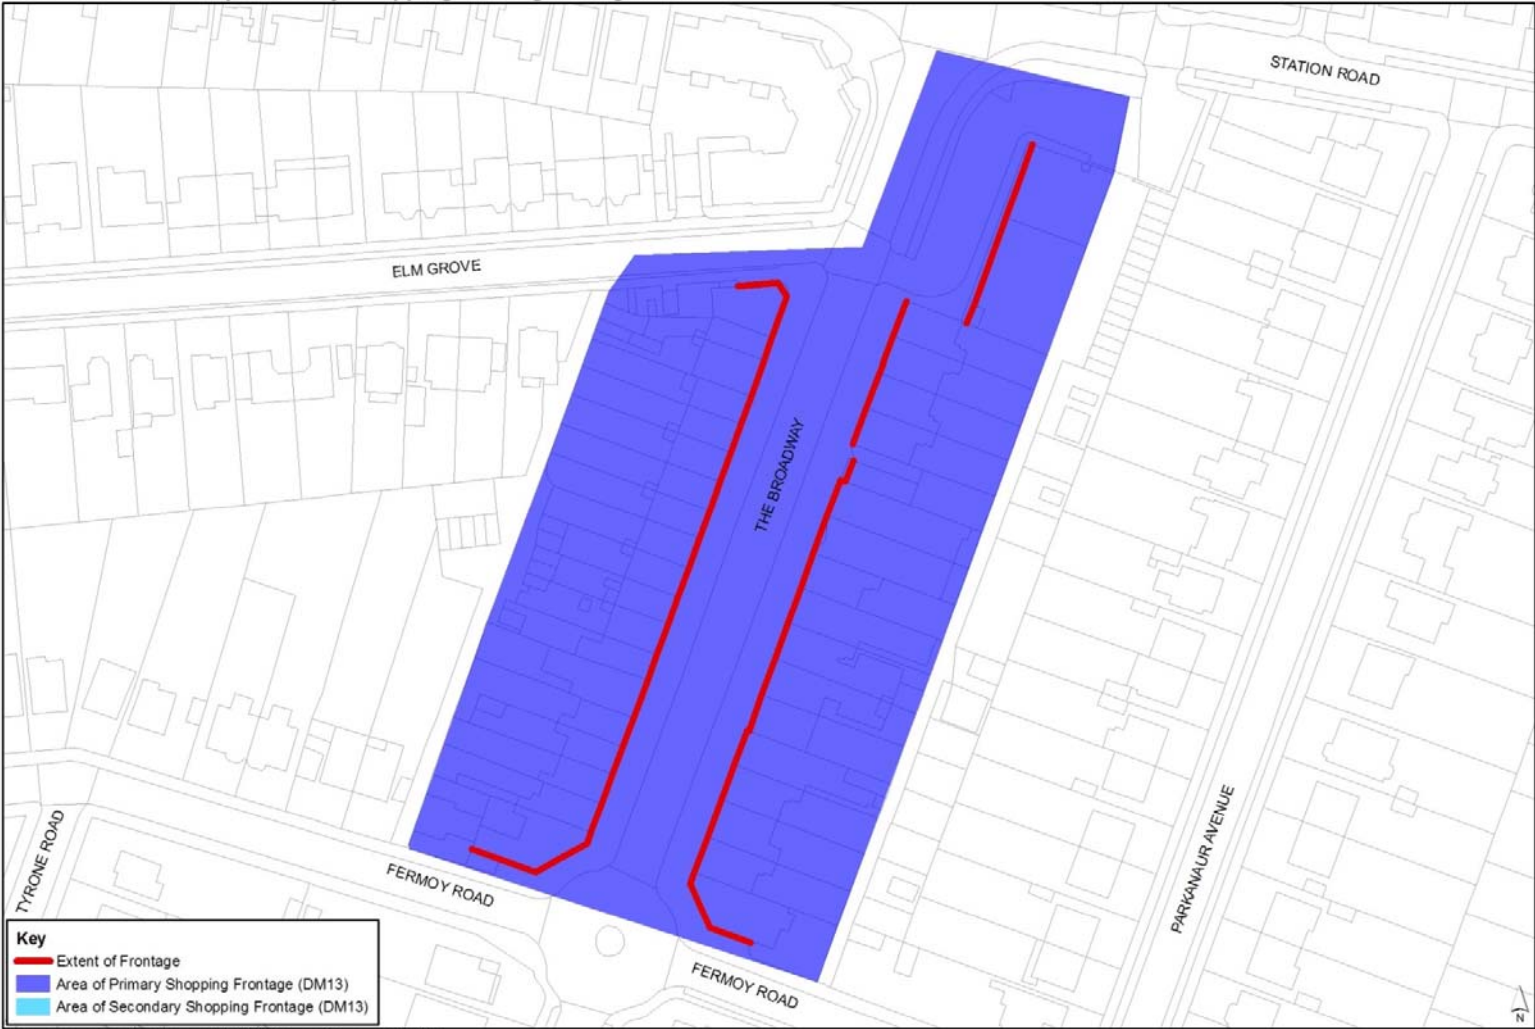 STATION ROAD
ELM GROVE
THE BROADWAY
TYRONE ROAD
FERMOY ROAD
PARKANAUR AVENUE
FERMOY ROAD
Key
Extent of Frontage
Area of Primary Shopping Frontage (DM13)
Area of Secondary Shopping Frontage (DM13)
N